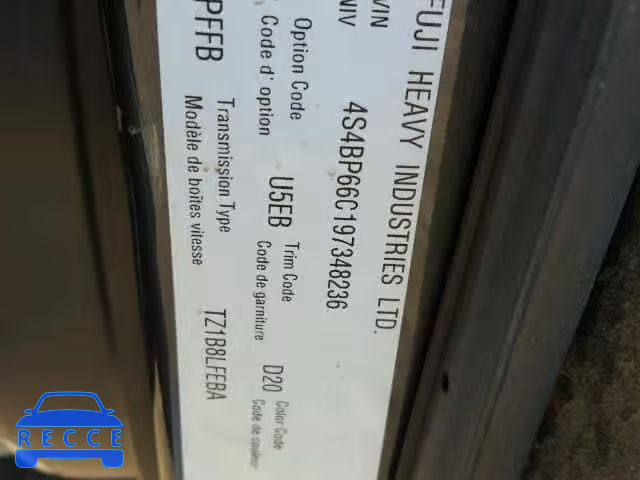 FUJI HEAVY INDUSTRIES LTD.
VIN
NIV 4S4BP66C197348236
Option Code
Code d' option U5EB Trim Code
Code de garniture D20 Color Code
Code de couleur
PFFB Transmission Type
Modèle de boîtes vitesse TZ1B8LFEBA
RECCE